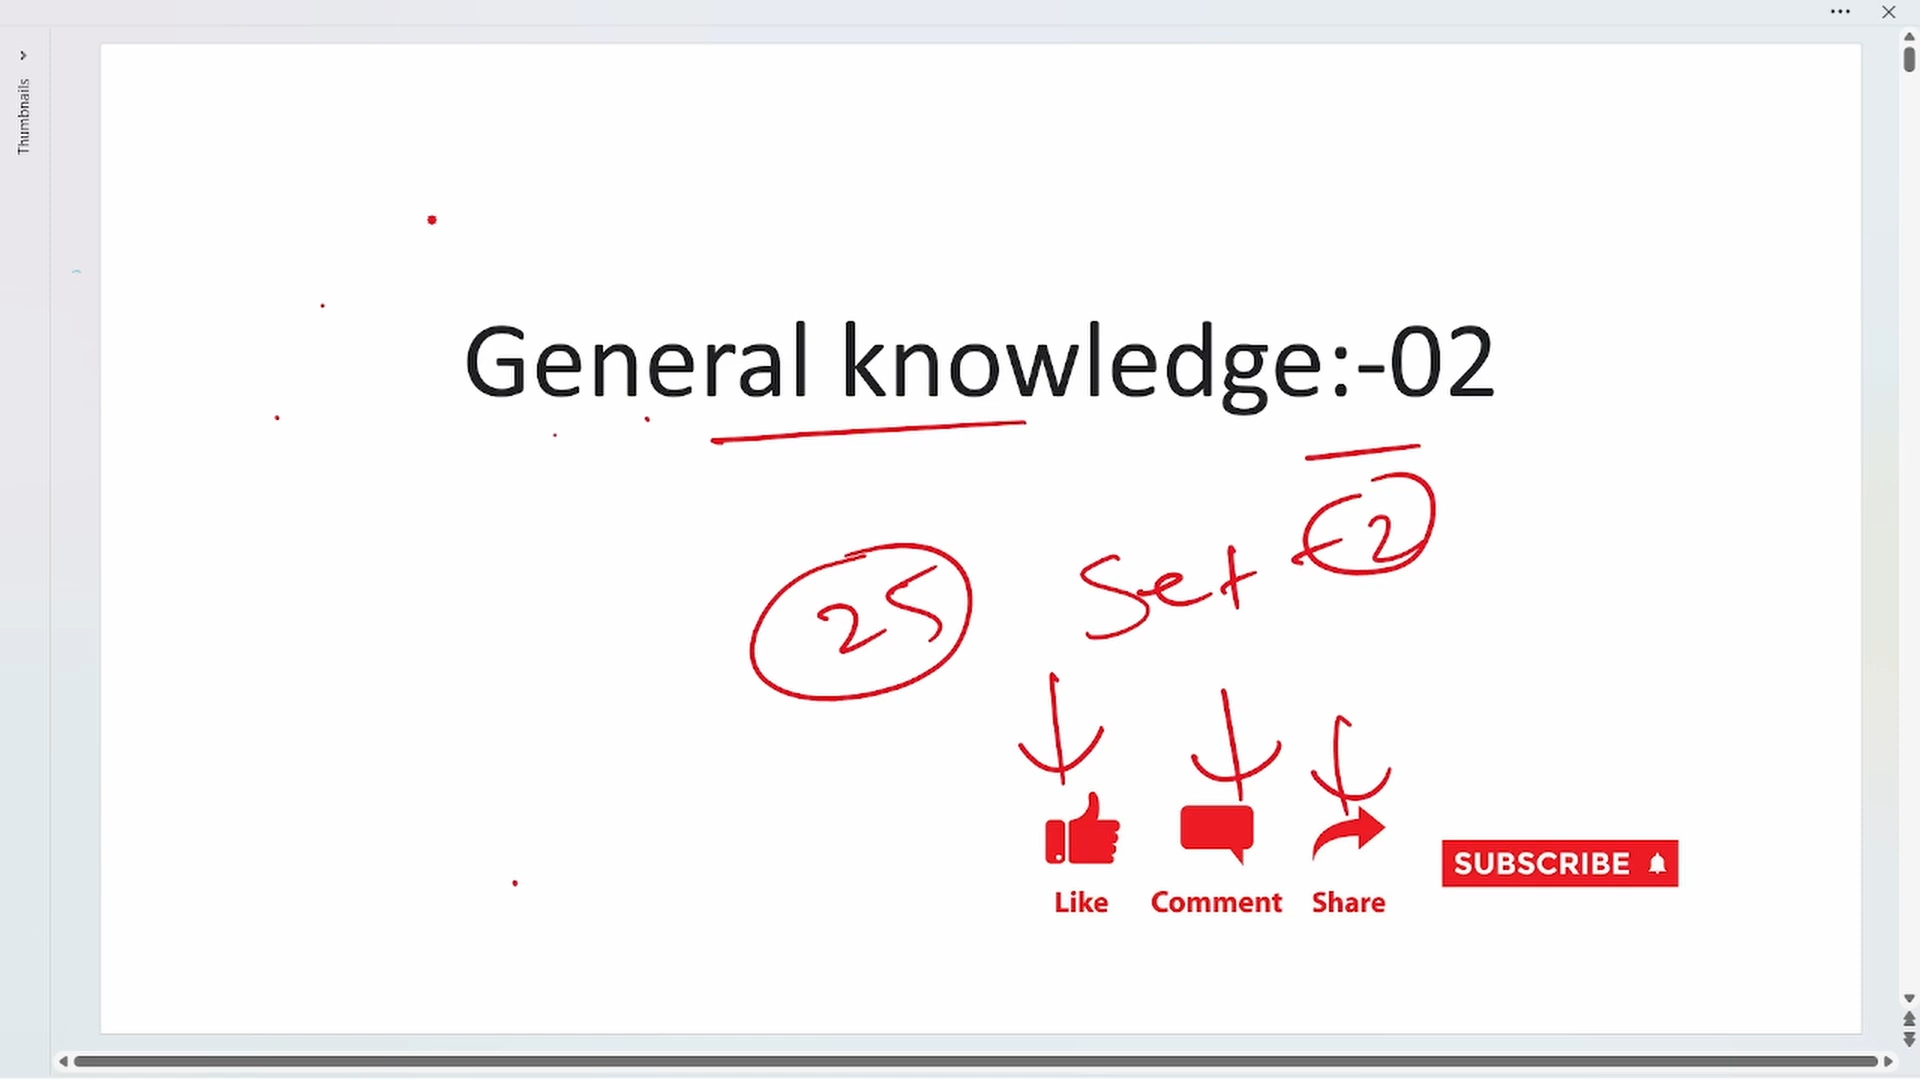 Thumbnails
General knowledge:-02
25 Set -2
Like Comment Share
SUBSCRIBE